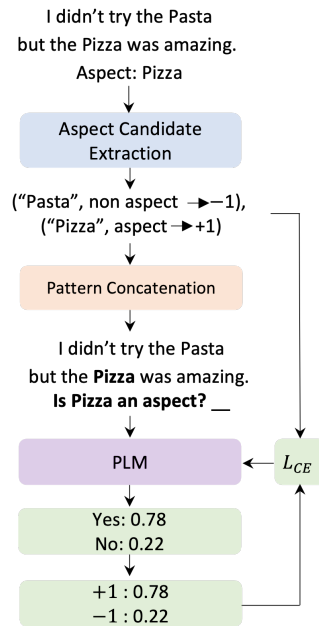 I didn’t try the Pasta
but the Pizza was amazing.
Aspect: Pizza
Aspect Candidate
Extraction
(“Pasta”, non aspect → −1),
(“Pizza”, aspect → +1)
Pattern Concatenation
I didn’t try the Pasta
but the Pizza was amazing.
Is Pizza an aspect? __
PLM
L_CE
Yes: 0.78
No: 0.22
+1 : 0.78
−1 : 0.22